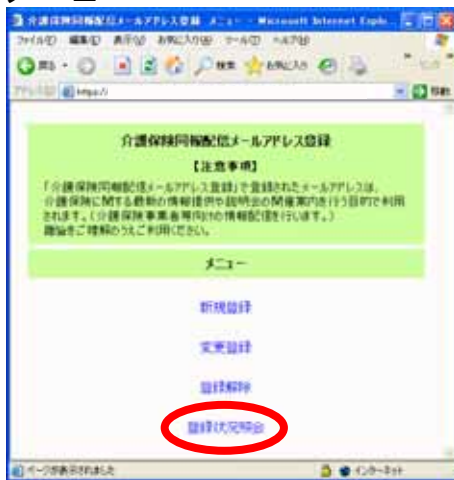 介護保険同報配信メールアドレス登録 メニュー - Microsoft Internet Explo
ファイル(F) 編集(E) 表示(V) お気に入り(A) ツール(T) ヘルプ(H)
戻る 検索 お気に入り
https://
移動
介護保険同報配信メールアドレス登録
【注意事項】
「介護保険同報配信メールアドレス登録」で登録されたメールアドレスは、
介護保険に関する最新の情報提供や説明会の開催案内を行う目的で利用
されます。（介護保険事業者等向けの情報配信を行います。）
趣旨をご理解のうえご利用ください。
メニュー
新規登録
変更登録
登録解除
登録状況照会
ページが表示されました
インターネット